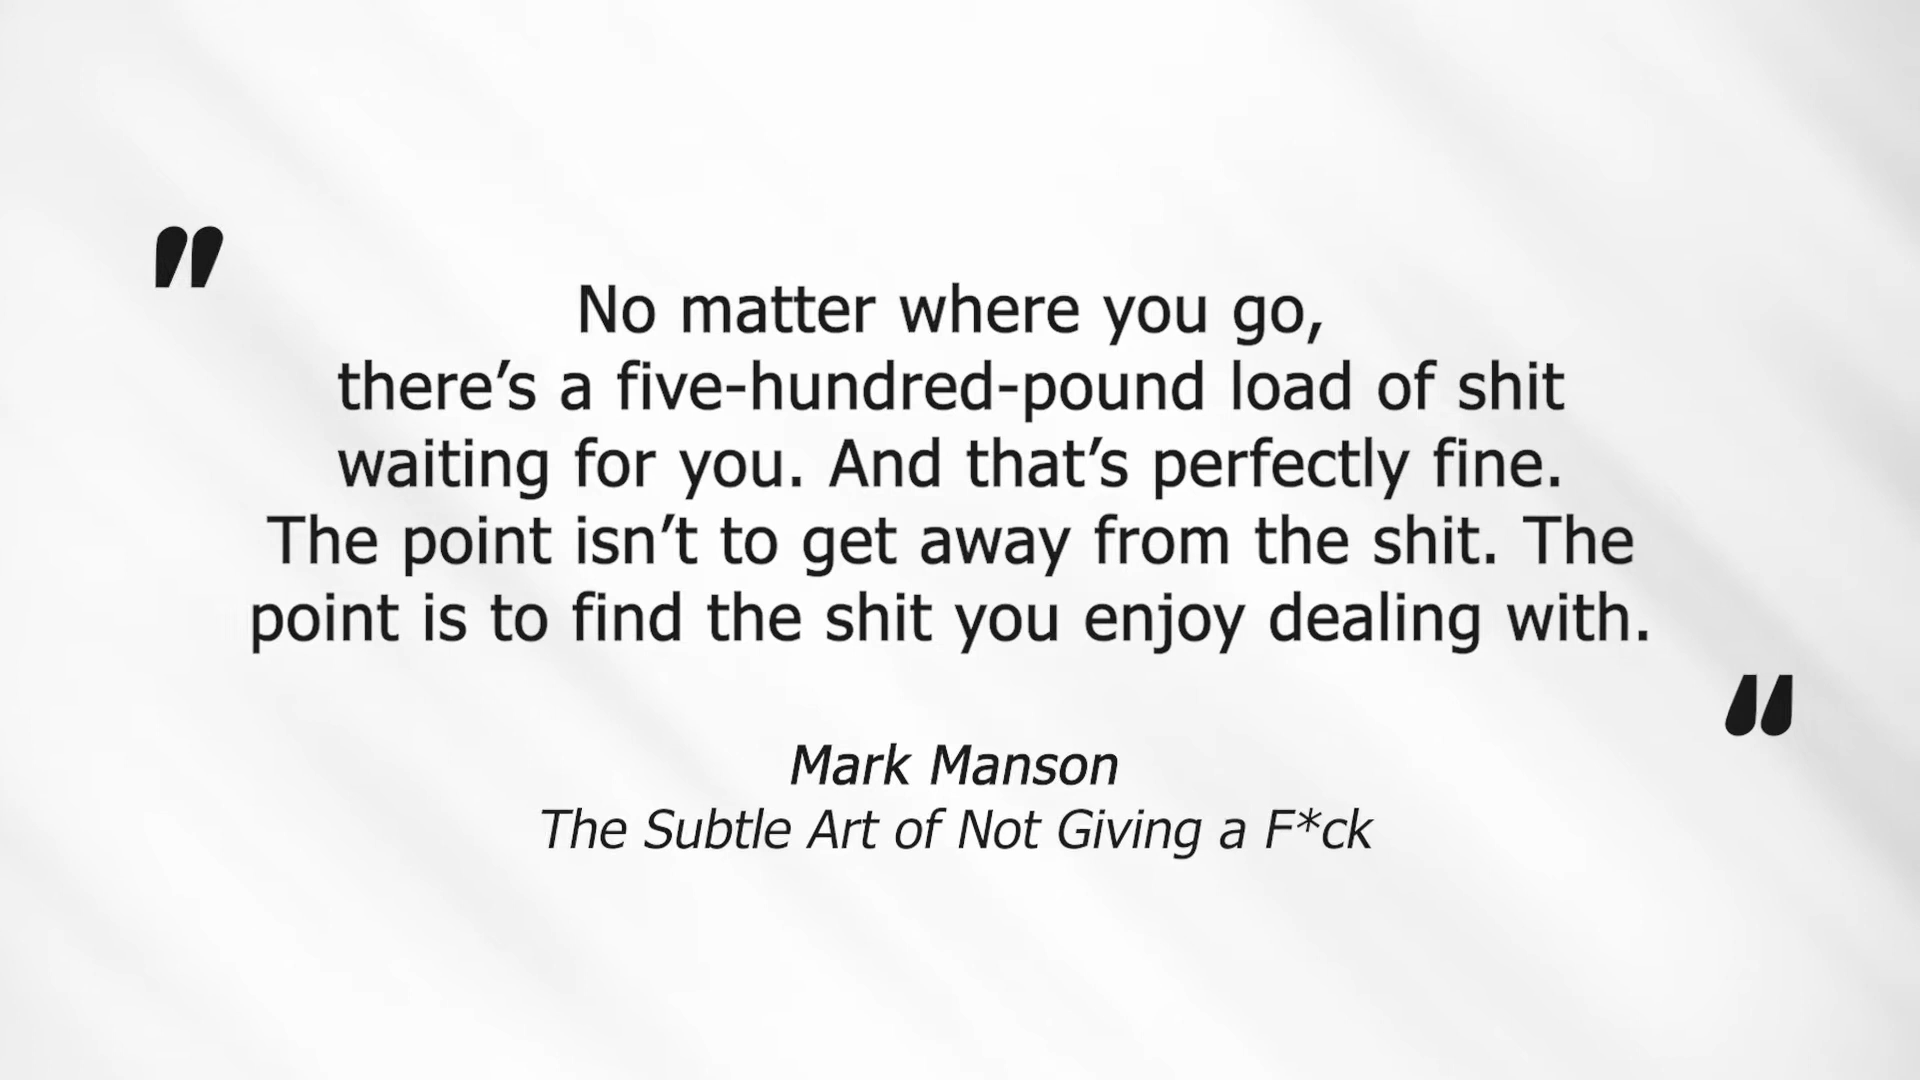 "
No matter where you go,
there’s a five-hundred-pound load of shit
waiting for you. And that’s perfectly fine.
The point isn’t to get away from the shit. The
point is to find the shit you enjoy dealing with.
"
Mark Manson
The Subtle Art of Not Giving a F*ck